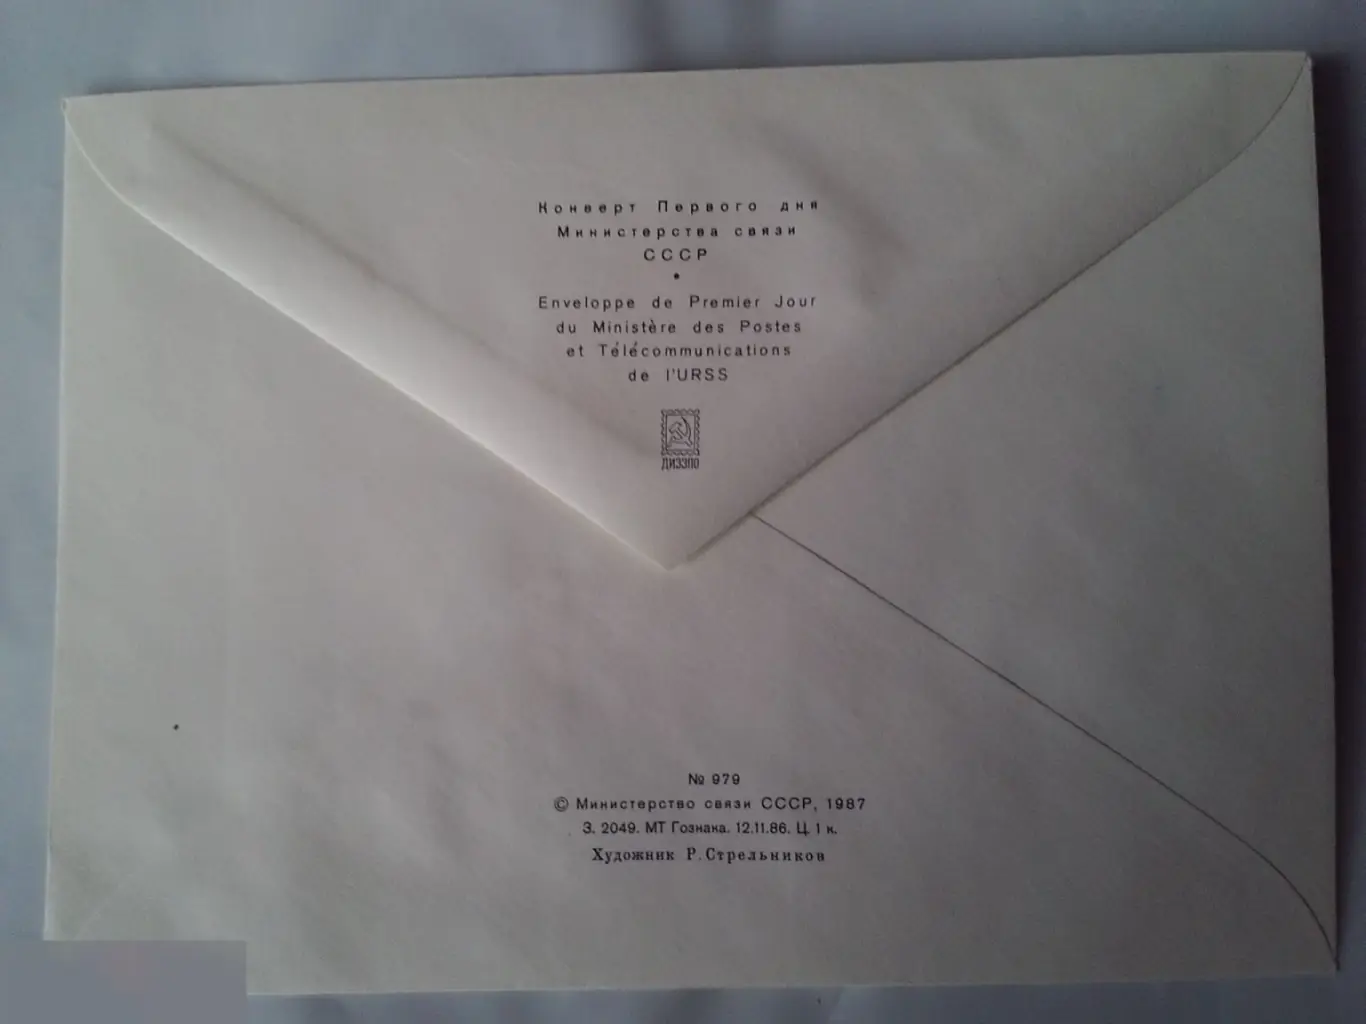 Конверт Первого дня
Министерства связи
СССР
•
Enveloppe de Premier Jour
du Ministère des Postes
et Télécommunications
de l'URSS
ДИЭЗПО
№ 979
© Министерство связи СССР, 1987
З. 2049. МТ Гознака. 12.11.86. Ц. 1 к.
Художник Р. Стрельников